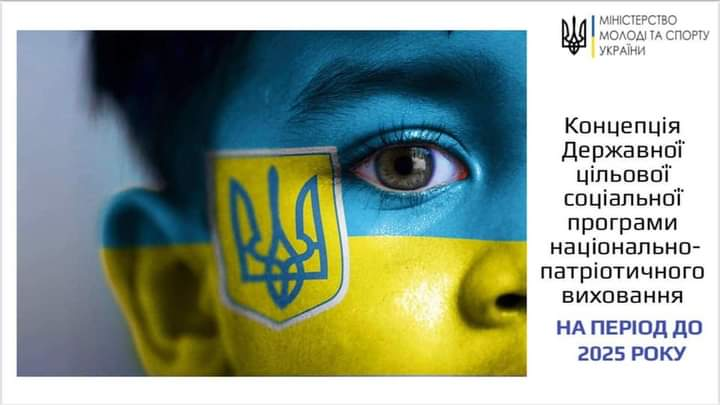 МІНІСТЕРСТВО
МОЛОДІ ТА СПОРТУ
УКРАЇНИ
Концепція
Державної
цільової
соціальної
програми
національно-
патріотичного
виховання
НА ПЕРІОД ДО
2025 РОКУ